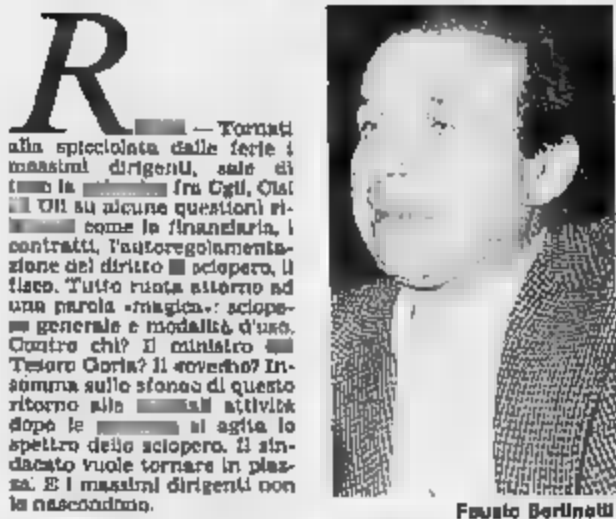 R
— Tornati
alla spicciolata dalle ferie i
massimi dirigenti, sale di
la fra Cgil, Cisl
Uil su alcune questioni ri-
come la finanziaria, i
contratti, l'autoregolamenta-
zione del diritto sciopero, il
fisco. Tutto ruota attorno ad
una parola «magica»: sciope-
generale e modalità d'uso.
Contro chi? Il ministro
Tesoro Goria? Il governo? In-
somma sullo sfondo di questo
ritorno alle attività
dopo le si agita lo
spettro dello sciopero. Il sin-
dacato vuole tornare in piaz-
za. E i massimi dirigenti non
lo nascondono.
Fausto Bertinotti